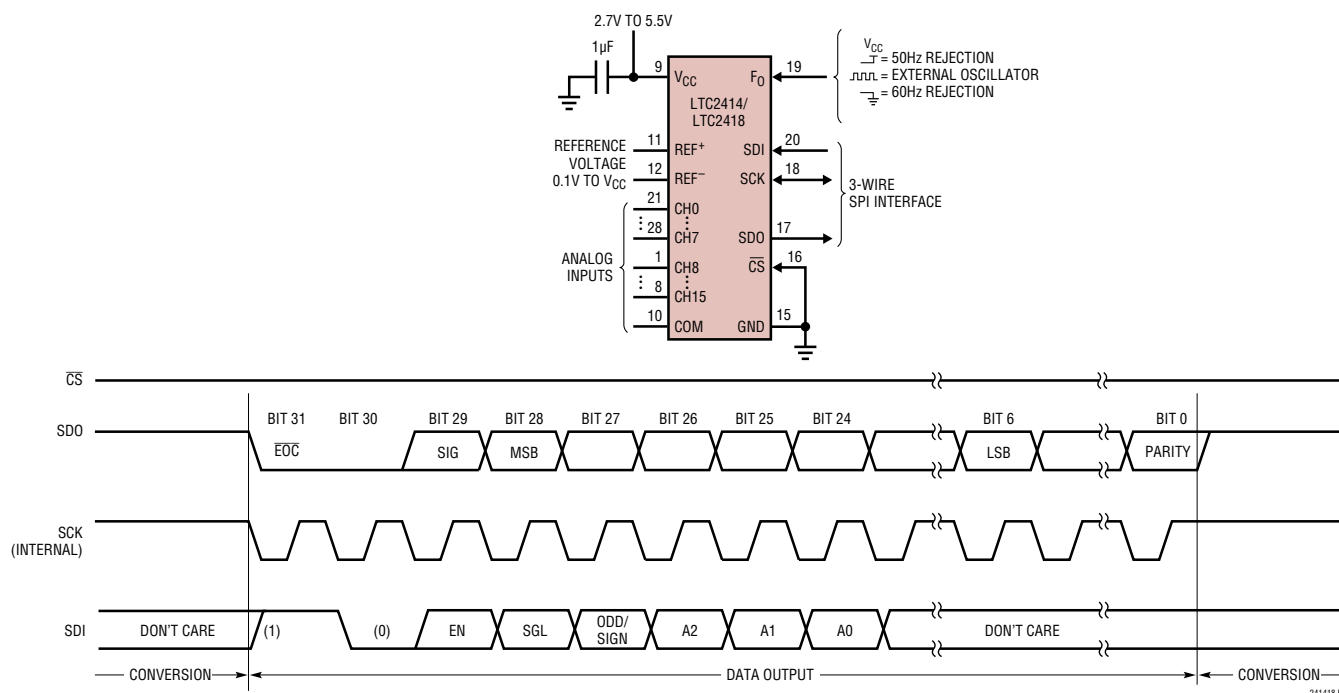 2.7V TO 5.5V
1µF
9
VCC
FO
19
VCC
= 50Hz REJECTION
= EXTERNAL OSCILLATOR
= 60Hz REJECTION
LTC2414/
LTC2418
REFERENCE
VOLTAGE
0.1V TO VCC
11
REF+
12
REF–
SDI
20
SCK
18
3-WIRE
SPI INTERFACE
ANALOG
INPUTS
21
CH0
28
CH7
1
CH8
8
CH15
10
COM
SDO
17
CS
16
GND
15
CS
SDO
BIT 31
BIT 30
BIT 29
BIT 28
BIT 27
BIT 26
BIT 25
BIT 24
BIT 6
BIT 0
EOC
SIG
MSB
LSB
PARITY
SCK
(INTERNAL)
SDI
DON'T CARE
(1)
(0)
EN
SGL
ODD/
SIGN
A2
A1
A0
DON'T CARE
CONVERSION
DATA OUTPUT
CONVERSION